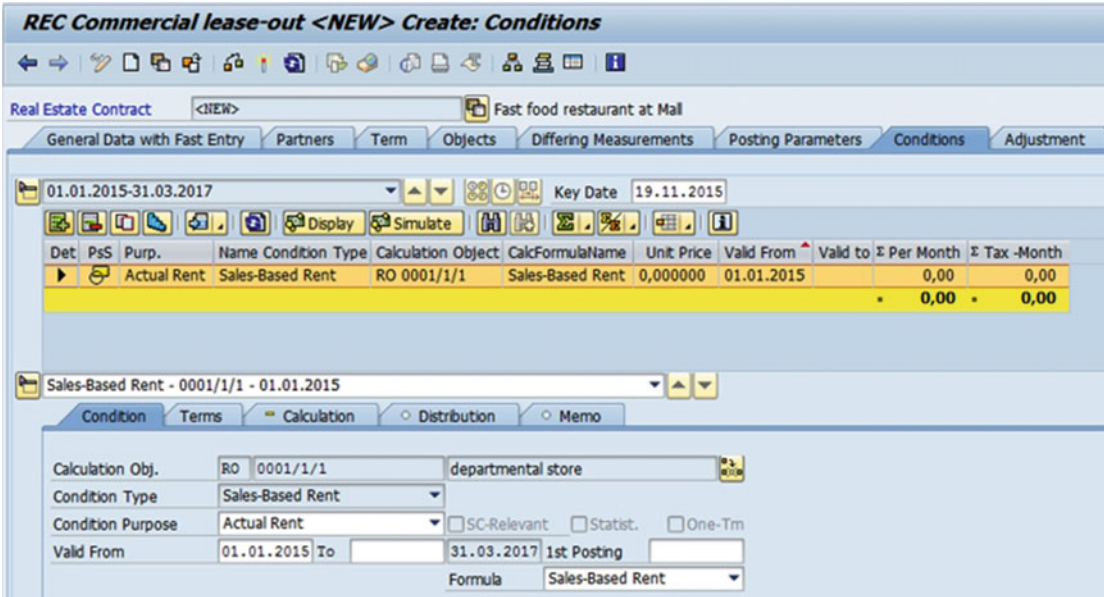 REC Commercial lease-out <NEW> Create: Conditions
Real Estate Contract <NEW> Fast food restaurant at Mall
General Data with Fast Entry Partners Term Objects Differing Measurements Posting Parameters Conditions Adjustment
01.01.2015-31.03.2017 Key Date 19.11.2015
Display Simulate
Det PsS Purp. Name Condition Type Calculation Object CalcFormulaName Unit Price Valid From Valid to Σ Per Month Σ Tax -Month
Actual Rent Sales-Based Rent RO 0001/1/1 Sales-Based Rent 0,000000 01.01.2015 0,00 0,00
0,00 0,00
Sales-Based Rent - 0001/1/1 - 01.01.2015
Condition Terms Calculation Distribution Memo
Calculation Obj. RO 0001/1/1 departmental store
Condition Type Sales-Based Rent
Condition Purpose Actual Rent SC-Relevant Statist. One-Tm
Valid From 01.01.2015 To 31.03.2017 1st Posting
Formula Sales-Based Rent